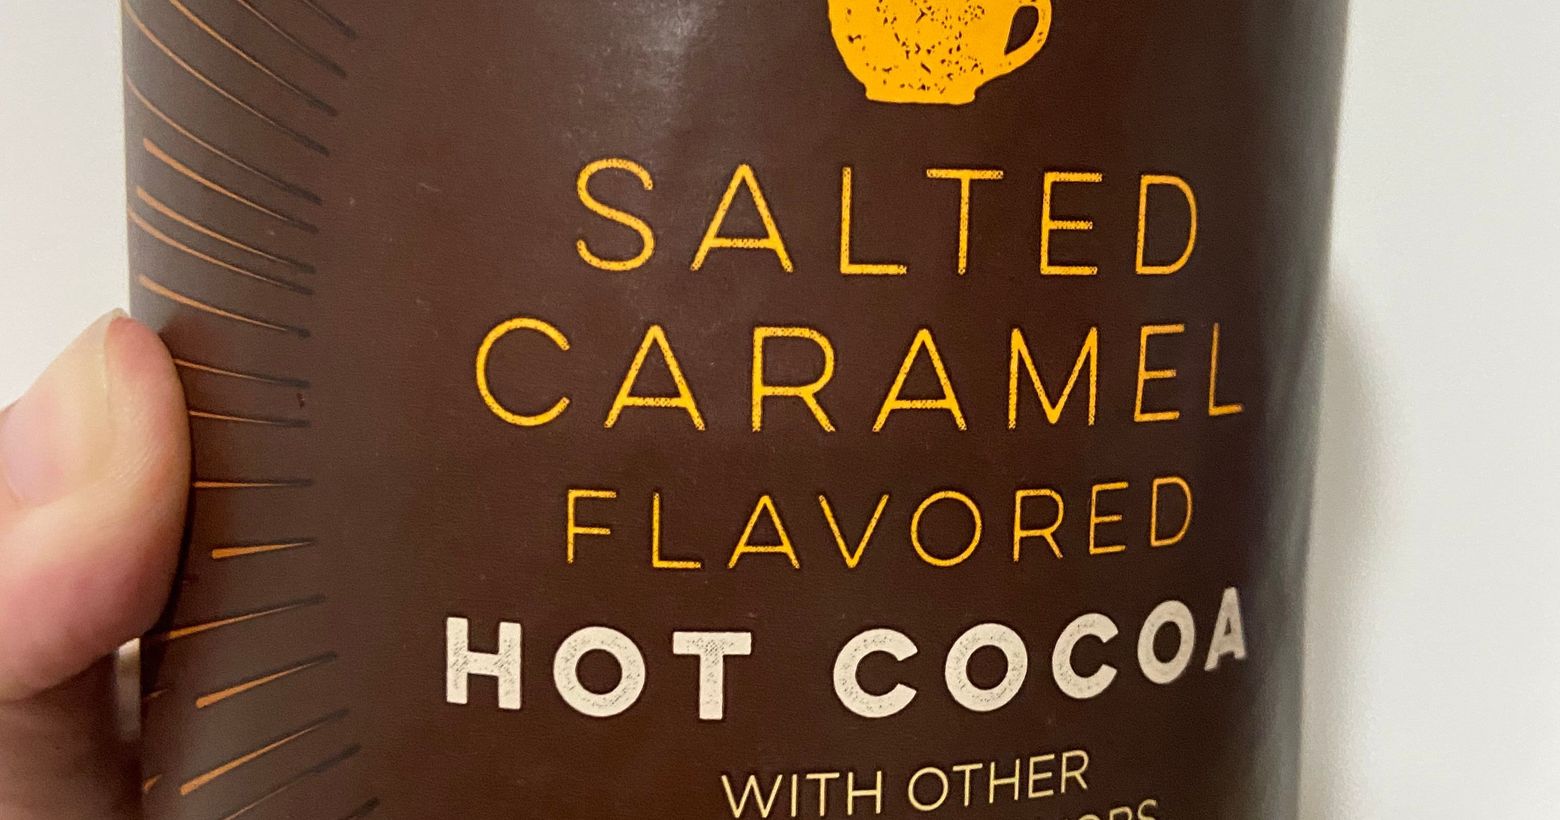 SALTED
CARAMEL
FLAVORED
HOT COCOA
WITH OTHER